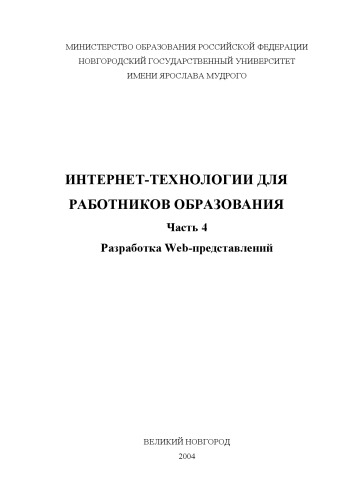 МИНИСТЕРСТВО ОБРАЗОВАНИЯ РОССИЙСКОЙ ФЕДЕРАЦИИ
НОВГОРОДСКИЙ ГОСУДАРСТВЕННЫЙ УНИВЕРСИТЕТ
ИМЕНИ ЯРОСЛАВА МУДРОГО
ИНТЕРНЕТ-ТЕХНОЛОГИИ ДЛЯ
РАБОТНИКОВ ОБРАЗОВАНИЯ
Часть 4
Разработка Web-представлений
ВЕЛИКИЙ НОВГОРОД
2004